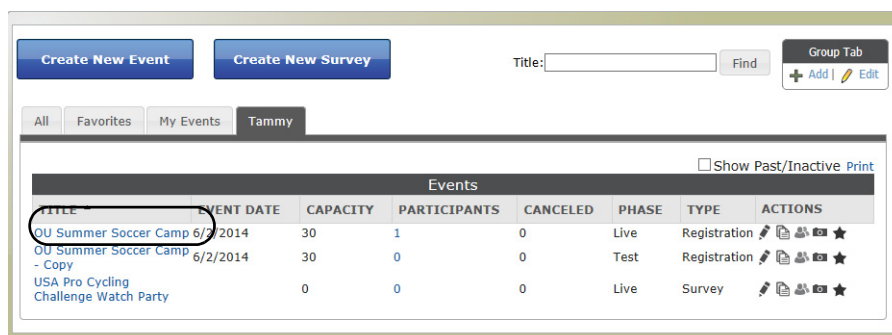 Group Tab
Create New Event Create New Survey Title: Find
Add | Edit
All Favorites My Events Tammy
Show Past/Inactive Print
Events
TITLE EVENT DATE CAPACITY PARTICIPANTS CANCELED PHASE TYPE ACTIONS
OU Summer Soccer Camp 6/2/2014 30 1 0 Live Registration
OU Summer Soccer Camp 6/2/2014 30 0 0 Test Registration
- Copy
USA Pro Cycling
Challenge Watch Party 0 0 0 Live Survey